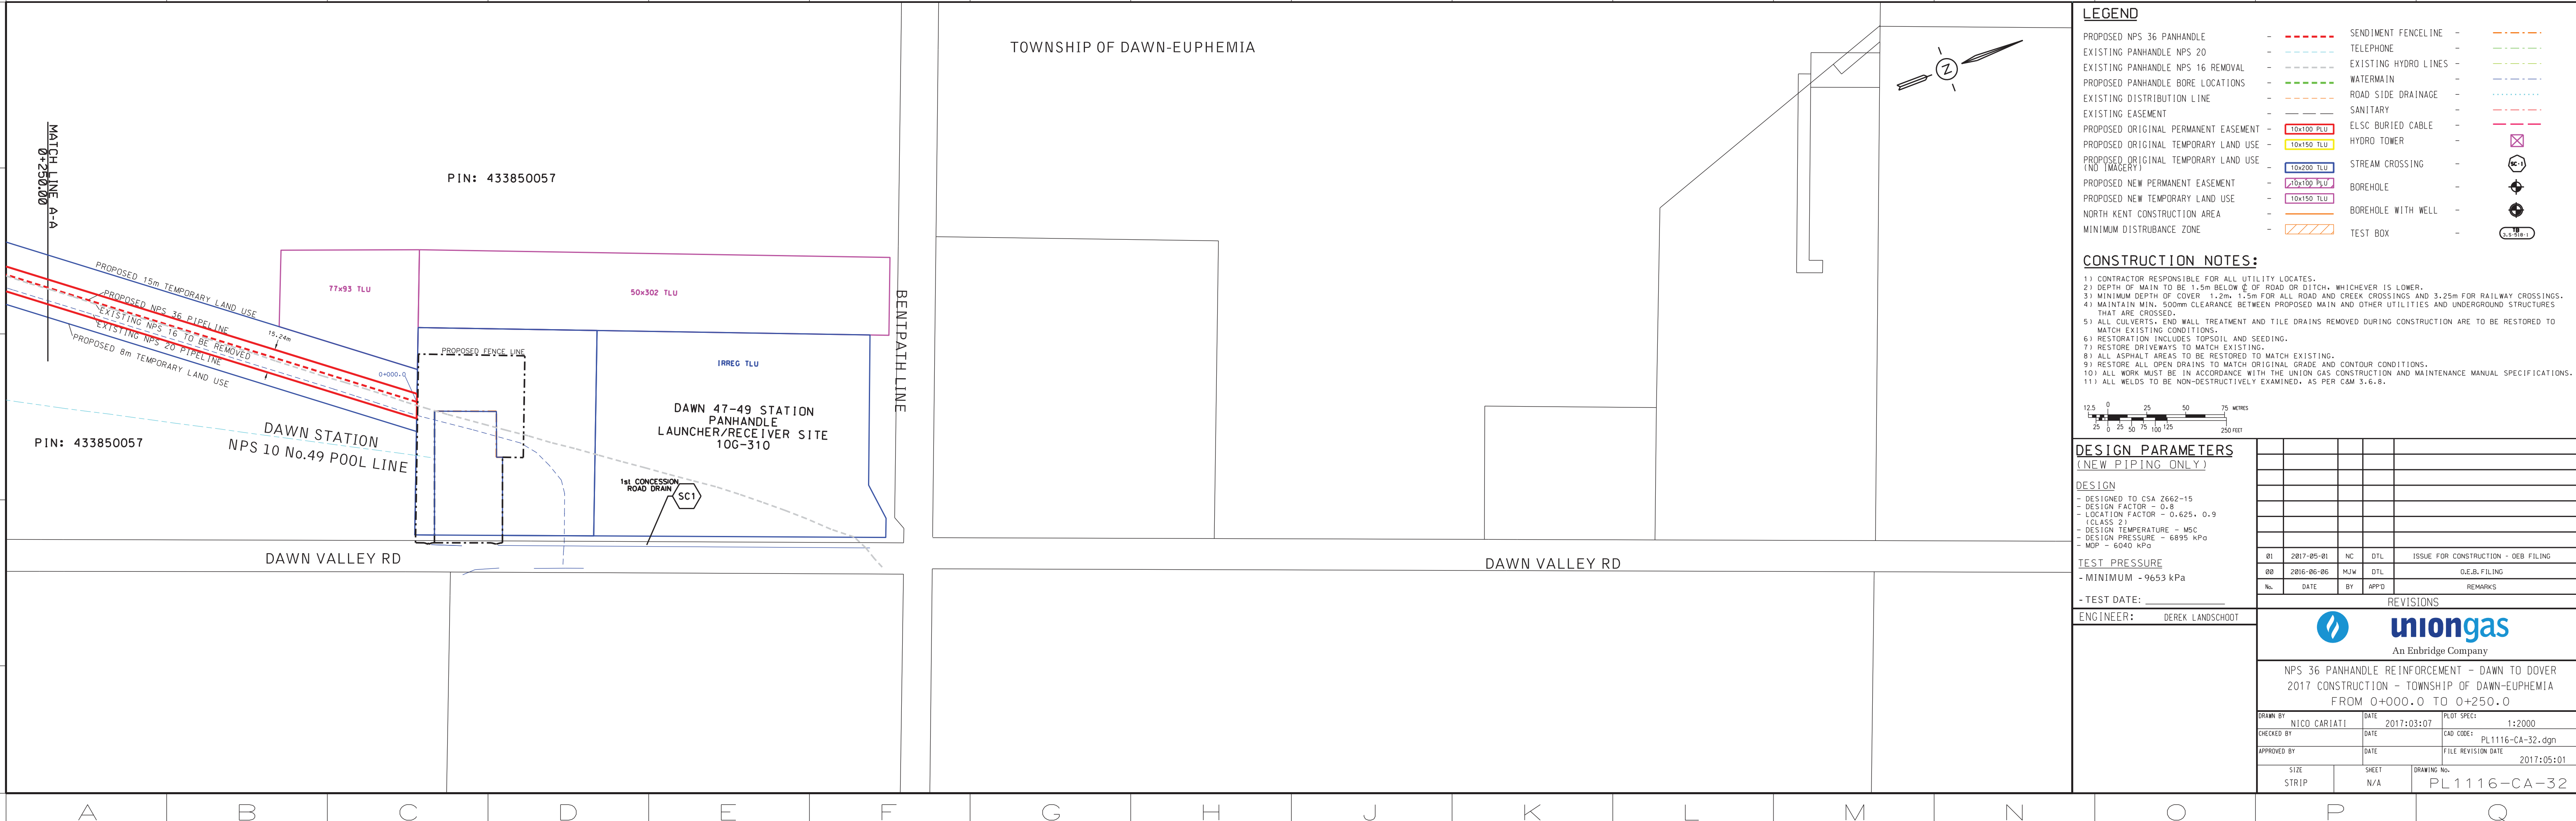 TOWNSHIP OF DAWN-EUPHEMIA
Z
MATCH LINE A-A
0+250.00
PIN: 433850057
PROPOSED 15m TEMPORARY LAND USE
PROPOSED NPS 36 PIPELINE
EXISTING NPS 16 TO BE REMOVED
EXISTING NPS 20 PIPELINE
PROPOSED 8m TEMPORARY LAND USE
15.24m
0+000.0
77x93 TLU
50x302 TLU
PROPOSED FENCE LINE
IRREG TLU
BENTPATH LINE
DAWN 47-49 STATION
PANHANDLE
LAUNCHER/RECEIVER SITE
10G-310
PIN: 433850057
DAWN STATION
NPS 10 No.49 POOL LINE
1st CONCESSION
ROAD DRAIN
SC1
DAWN VALLEY RD
DAWN VALLEY RD
LEGEND
PROPOSED NPS 36 PANHANDLE -
EXISTING PANHANDLE NPS 20 -
EXISTING PANHANDLE NPS 16 REMOVAL -
PROPOSED PANHANDLE BORE LOCATIONS -
EXISTING DISTRIBUTION LINE -
EXISTING EASEMENT -
PROPOSED ORIGINAL PERMANENT EASEMENT - 10x100 PLU
PROPOSED ORIGINAL TEMPORARY LAND USE - 10x150 TLU
PROPOSED ORIGINAL TEMPORARY LAND USE
(NO IMAGERY) - 10x200 TLU
PROPOSED NEW PERMANENT EASEMENT - 10x100 PLU
PROPOSED NEW TEMPORARY LAND USE - 10x150 TLU
NORTH KENT CONSTRUCTION AREA -
MINIMUM DISTRUBANCE ZONE -
SENDIMENT FENCELINE -
TELEPHONE -
EXISTING HYDRO LINES -
WATERMAIN -
ROAD SIDE DRAINAGE -
SANITARY -
ELSC BURIED CABLE -
HYDRO TOWER -
STREAM CROSSING - SC-1
BOREHOLE -
BOREHOLE WITH WELL -
TEST BOX - TB
CONSTRUCTION NOTES:
1) CONTRACTOR RESPONSIBLE FOR ALL UTILITY LOCATES.
2) DEPTH OF MAIN TO BE 1.5m BELOW ℄ OF ROAD OR DITCH, WHICHEVER IS LOWER.
3) MINIMUM DEPTH OF COVER 1.2m, 1.5m FOR ALL ROAD AND CREEK CROSSINGS AND 3.25m FOR RAILWAY CROSSINGS.
4) MAINTAIN MIN. 500mm CLEARANCE BETWEEN PROPOSED MAIN AND OTHER UTILITIES AND UNDERGROUND STRUCTURES
THAT ARE CROSSED.
5) ALL CULVERTS, END WALL TREATMENT AND TILE DRAINS REMOVED DURING CONSTRUCTION ARE TO BE RESTORED TO
MATCH EXISTING CONDITIONS.
6) RESTORATION INCLUDES TOPSOIL AND SEEDING.
7) RESTORE DRIVEWAYS TO MATCH EXISTING.
8) ALL ASPHALT AREAS TO BE RESTORED TO MATCH EXISTING.
9) RESTORE ALL OPEN DRAINS TO MATCH ORIGINAL GRADE AND CONTOUR CONDITIONS.
10) ALL WORK MUST BE IN ACCORDANCE WITH THE UNION GAS CONSTRUCTION AND MAINTENANCE MANUAL SPECIFICATIONS.
11) ALL WELDS TO BE NON-DESTRUCTIVELY EXAMINED, AS PER C&M 3.6.8.
12.5 0 25 50 75 METRES
25 0 25 50 75 100 125 250 FEET
DESIGN PARAMETERS
(NEW PIPING ONLY)
DESIGN
- DESIGNED TO CSA Z662-15
- DESIGN FACTOR - 0.8
- LOCATION FACTOR - 0.625, 0.9
(CLASS 2)
- DESIGN TEMPERATURE - M5C
- DESIGN PRESSURE - 6895 kPa
- MOP - 6040 kPa
TEST PRESSURE
- MINIMUM - 9653 kPa
- TEST DATE:
ENGINEER: DEREK LANDSCHOOT
01 2017-05-01 NC DTL ISSUE FOR CONSTRUCTION - OEB FILING
00 2016-06-06 MJW DTL O.E.B. FILING
No. DATE BY APP'D REMARKS
REVISIONS
uniongas
An Enbridge Company
NPS 36 PANHANDLE REINFORCEMENT - DAWN TO DOVER
2017 CONSTRUCTION - TOWNSHIP OF DAWN-EUPHEMIA
FROM 0+000.0 TO 0+250.0
DRAWN BY NICO CARIATI DATE 2017:03:07 PLOT SPEC: 1:2000
CHECKED BY DATE CAD CODE: PL1116-CA-32.dgn
APPROVED BY DATE FILE REVISION DATE 2017:05:01
SIZE STRIP SHEET N/A DRAWING No. PL1116-CA-32
A B C D E F G H J K L M N O P Q